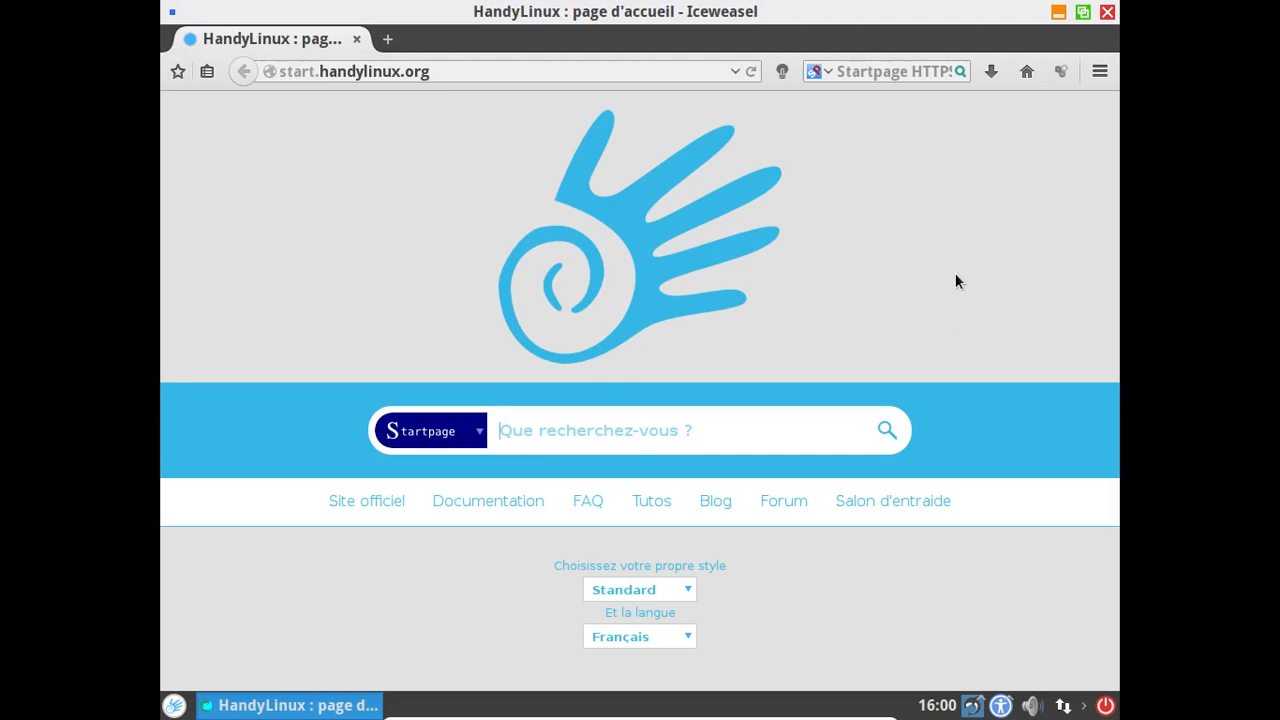 HandyLinux : page d'accueil - Iceweasel
HandyLinux : pag...
start.handylinux.org
Startpage HTTPS
Startpage
Que recherchez-vous ?
Site officiel Documentation FAQ Tutos Blog Forum Salon d'entraide
Choisissez votre propre style
Standard
Et la langue
Français
HandyLinux : page d... 16:00